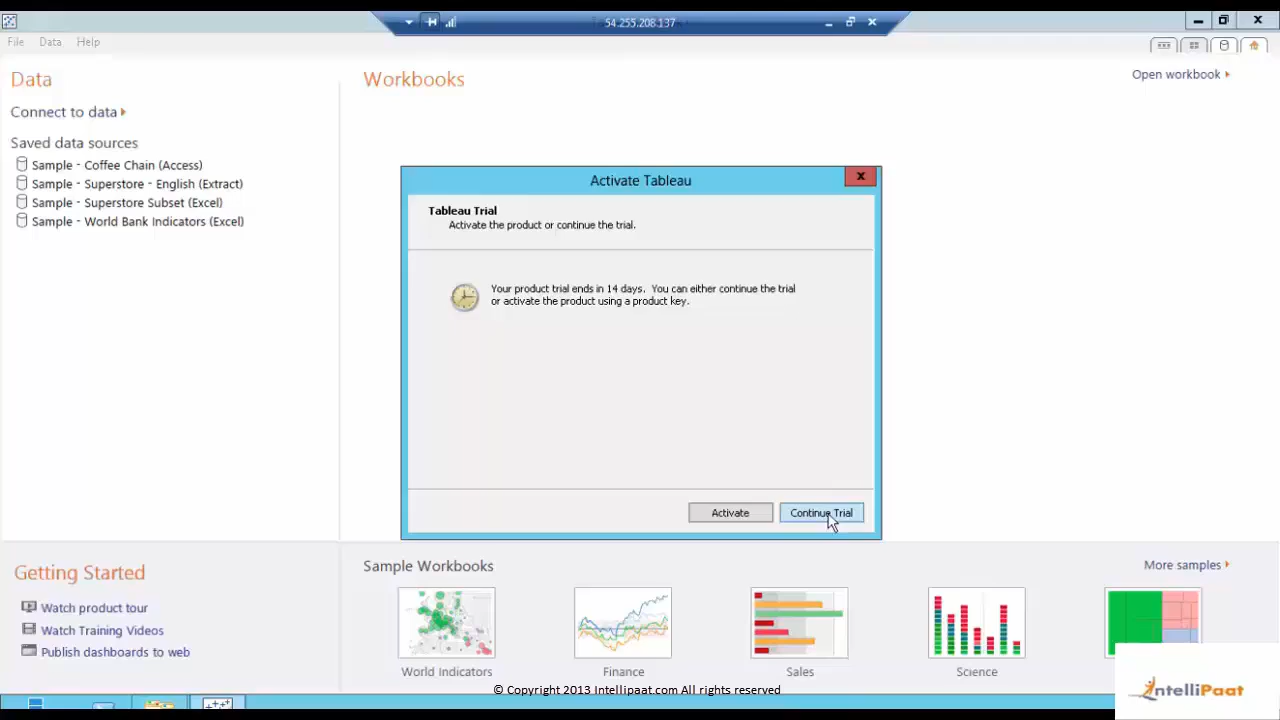 54.255.208.137
File Data Help
Data
Connect to data
Saved data sources
Sample - Coffee Chain (Access)
Sample - Superstore - English (Extract)
Sample - Superstore Subset (Excel)
Sample - World Bank Indicators (Excel)
Workbooks
Open workbook
Activate Tableau
Tableau Trial
Activate the product or continue the trial.
Your product trial ends in 14 days. You can either continue the trial
or activate the product using a product key.
Activate
Continue Trial
Getting Started
Watch product tour
Watch Training Videos
Publish dashboards to web
Sample Workbooks
More samples
World Indicators
Finance
Sales
Science
© Copyright 2013 Intellipaat.com All rights reserved
IntelliPaat